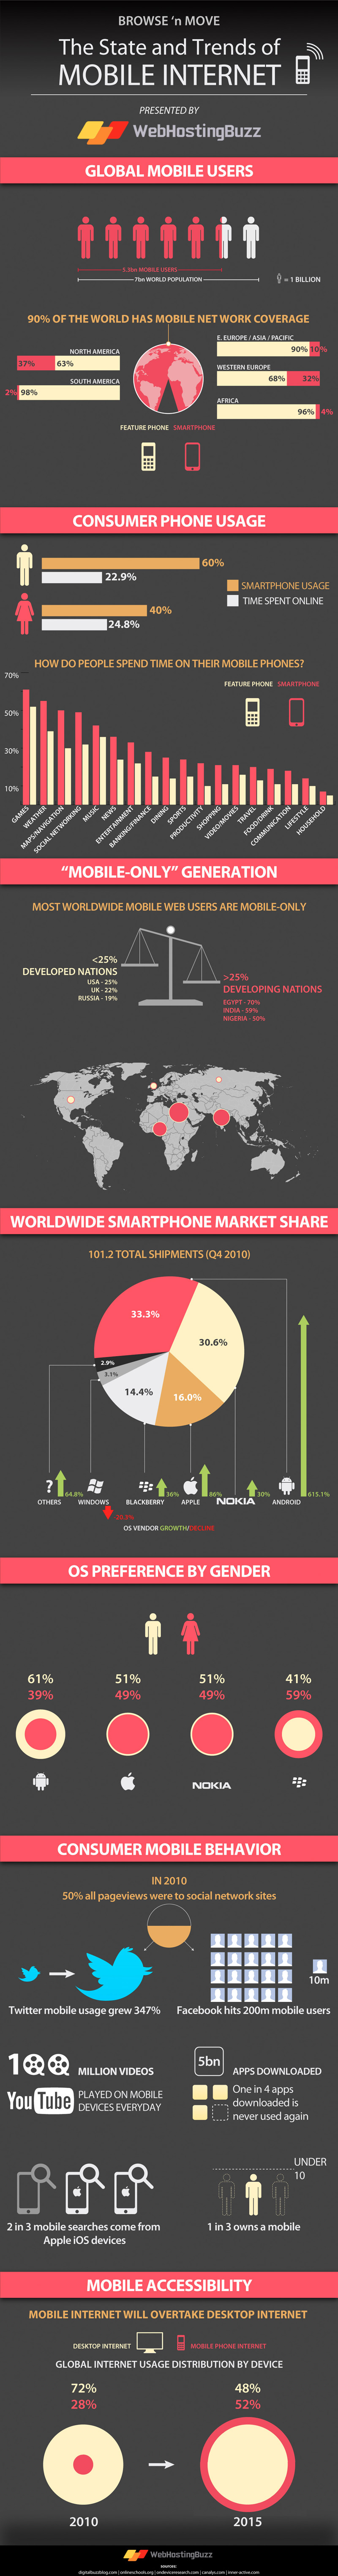 BROWSE ‘n MOVE
The State and Trends of
MOBILE INTERNET
PRESENTED BY
WebHostingBuzz
GLOBAL MOBILE USERS
5.3bn MOBILE USERS
7bn WORLD POPULATION
= 1 BILLION
90% OF THE WORLD HAS MOBILE NET WORK COVERAGE
NORTH AMERICA
37% 63%
SOUTH AMERICA
2% 98%
E. EUROPE / ASIA / PACIFIC
90% 10%
WESTERN EUROPE
68% 32%
AFRICA
96% 4%
FEATURE PHONE SMARTPHONE
CONSUMER PHONE USAGE
60%
22.9%
40%
24.8%
SMARTPHONE USAGE
TIME SPENT ONLINE
HOW DO PEOPLE SPEND TIME ON THEIR MOBILE PHONES?
FEATURE PHONE SMARTPHONE
70%
50%
30%
10%
GAMES
WEATHER
MAPS/NAVIGATION
SOCIAL NETWORKING
MUSIC
NEWS
ENTERTAINMENT
BANKING/FINANCE
DINING
SPORTS
PRODUCTIVITY
SHOPPING
VIDEO/MOVIES
TRAVEL
FOOD/DRINK
COMMUNICATION
LIFESTYLE
HOUSEHOLD
“MOBILE-ONLY” GENERATION
MOST WORLDWIDE MOBILE WEB USERS ARE MOBILE-ONLY
<25%
DEVELOPED NATIONS
USA - 25%
UK - 22%
RUSSIA - 19%
>25%
DEVELOPING NATIONS
EGYPT - 70%
INDIA - 59%
NIGERIA - 50%
WORLDWIDE SMARTPHONE MARKET SHARE
101.2 TOTAL SHIPMENTS (Q4 2010)
33.3%
30.6%
2.9%
3.1%
14.4%
16.0%
?
64.8%
36%
86%
30%
615.1%
OTHERS WINDOWS BLACKBERRY APPLE NOKIA ANDROID
OS VENDOR GROWTH/DECLINE
OS PREFERENCE BY GENDER
61% 51% 51% 41%
39% 49% 49% 59%
NOKIA
CONSUMER MOBILE BEHAVIOR
IN 2010
50% all pageviews were to social network sites
10m
Twitter mobile usage grew 347%
Facebook hits 200m mobile users
100 MILLION VIDEOS
YouTube PLAYED ON MOBILE
DEVICES EVERYDAY
5bn APPS DOWNLOADED
One in 4 apps
downloaded is
never used again
2 in 3 mobile searches come from
Apple iOS devices
UNDER
10
1 in 3 owns a mobile
MOBILE ACCESSIBILITY
MOBILE INTERNET WILL OVERTAKE DESKTOP INTERNET
DESKTOP INTERNET MOBILE PHONE INTERNET
GLOBAL INTERNET USAGE DISTRIBUTION BY DEVICE
72% 48%
28% 52%
2010 2015
WebHostingBuzz
SOURCES:
digitalbuzzblog.com | onlineschools.org | ondeviceresearch.com | canalys.com | inner-active.com